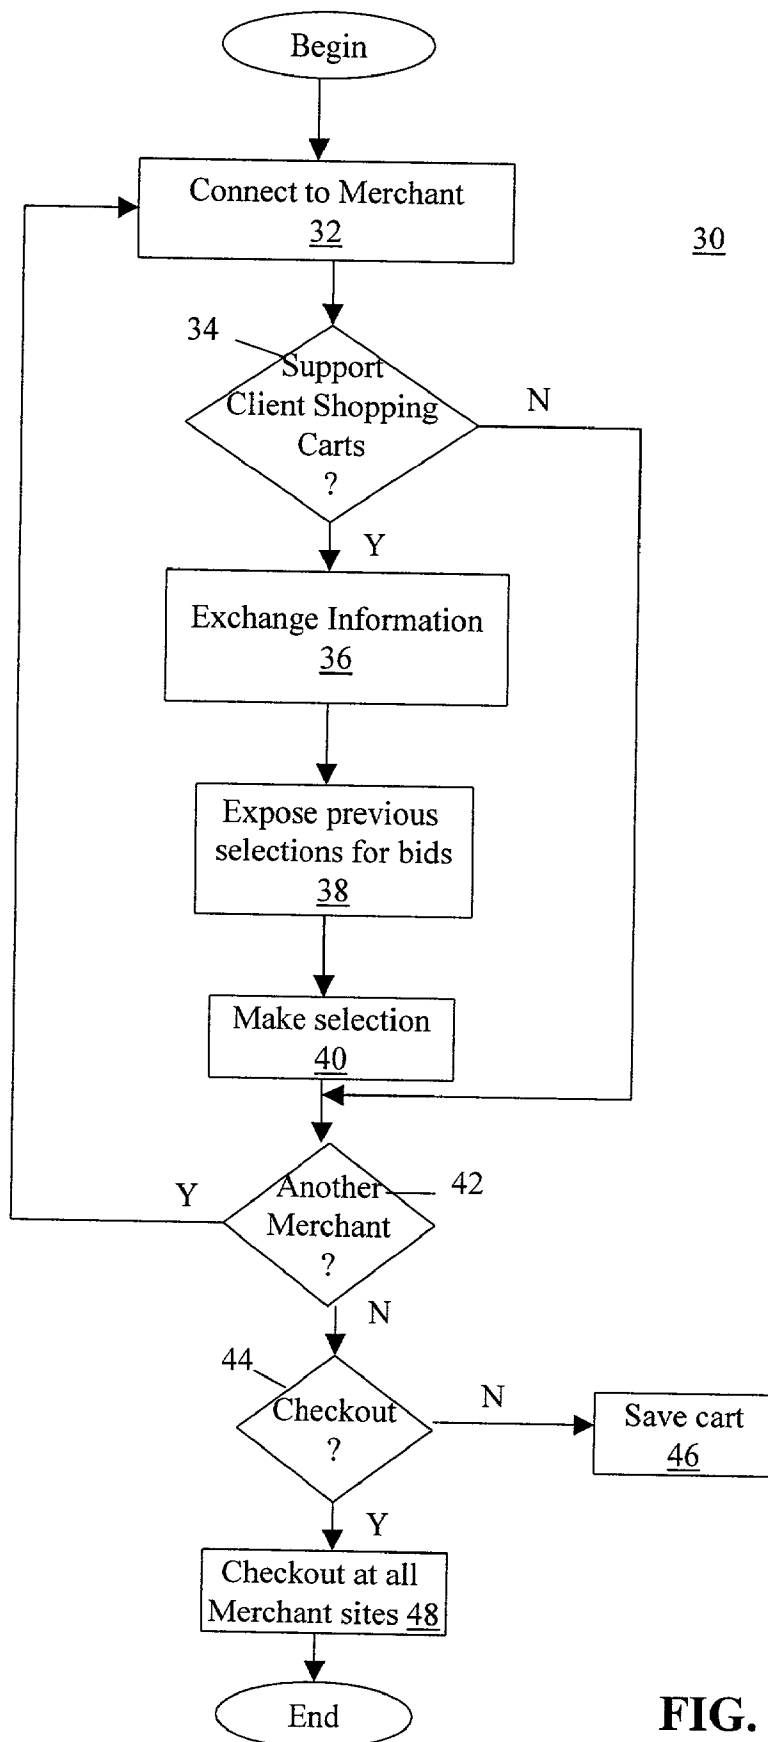 Begin
Connect to Merchant
32
30
34
Support
Client Shopping
Carts
?
N
Y
Exchange Information
36
Expose previous
selections for bids
38
Make selection
40
Y
Another
Merchant
?
42
N
44
Checkout
?
N
Save cart
46
Y
Checkout at all
Merchant sites 48
End
FIG.